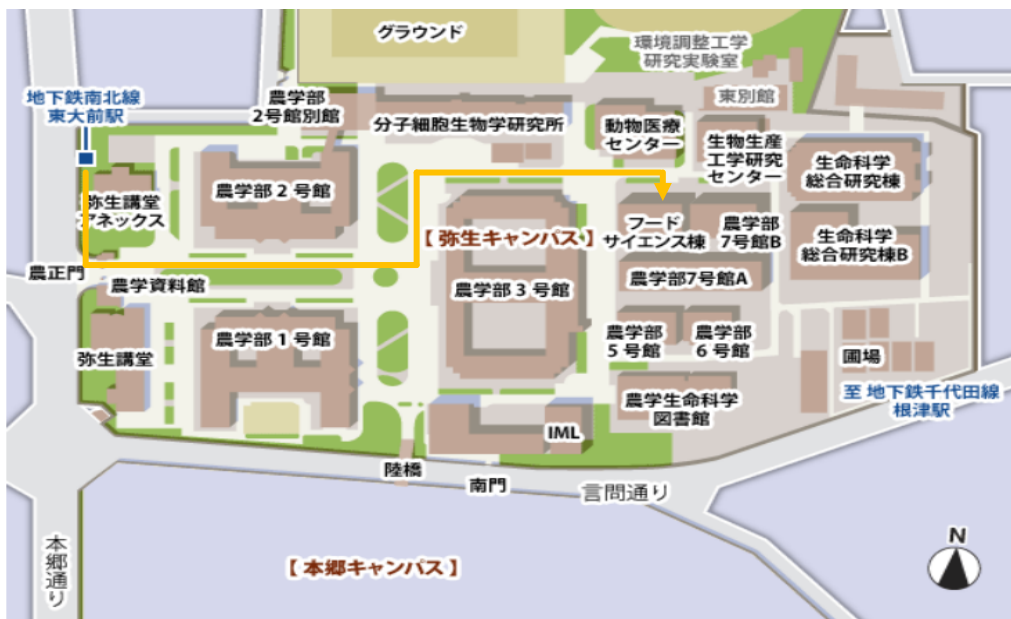 グラウンド
環境調整工学
研究実験室
地下鉄南北線
東大前駅
農学部
2号館別館
分子細胞生物学研究所
動物医療
センター
東別館
生物生産
工学研究
センター
生命科学
総合研究棟
弥生講堂
アネックス
農学部2号館
フード
サイエンス棟
農学部
7号館B
生命科学
総合研究棟B
【 弥生キャンパス 】
農正門
農学資料館
農学部3号館
農学部7号館A
弥生講堂
農学部1号館
農学部
5号館
農学部
6号館
圃場
農学生命科学
図書館
至 地下鉄千代田線
根津駅
IML
陸橋
南門
言問通り
本郷通り
【 本郷キャンパス 】
N